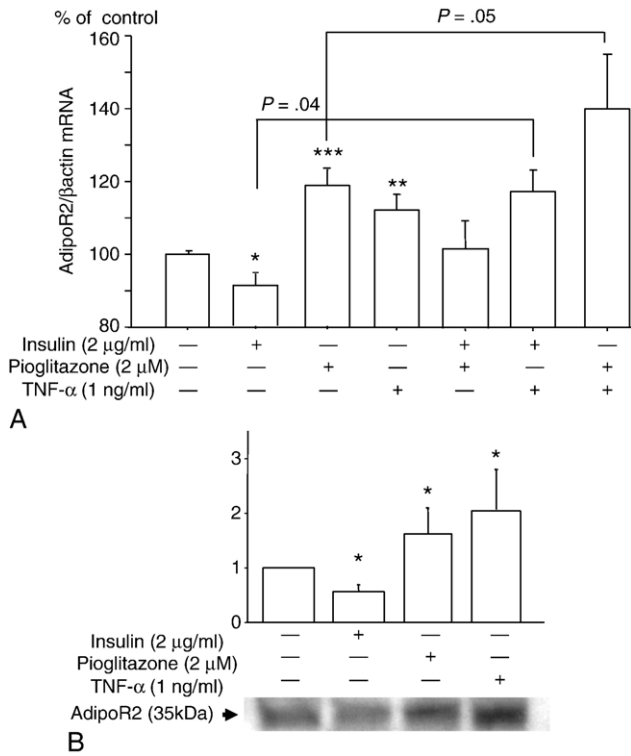 % of control
P = .05
P = .04
AdipoR2/βactin mRNA
160
140
120
100
80
*
***
**
Insulin (2 μg/ml) — + — — + + —
Pioglitazone (2 μM) — — + — + — +
TNF-α (1 ng/ml) — — — + — + +
A
3
2
1
0
*
*
*
Insulin (2 μg/ml) — + — —
Pioglitazone (2 μM) — — + —
TNF-α (1 ng/ml) — — — +
AdipoR2 (35kDa)
B